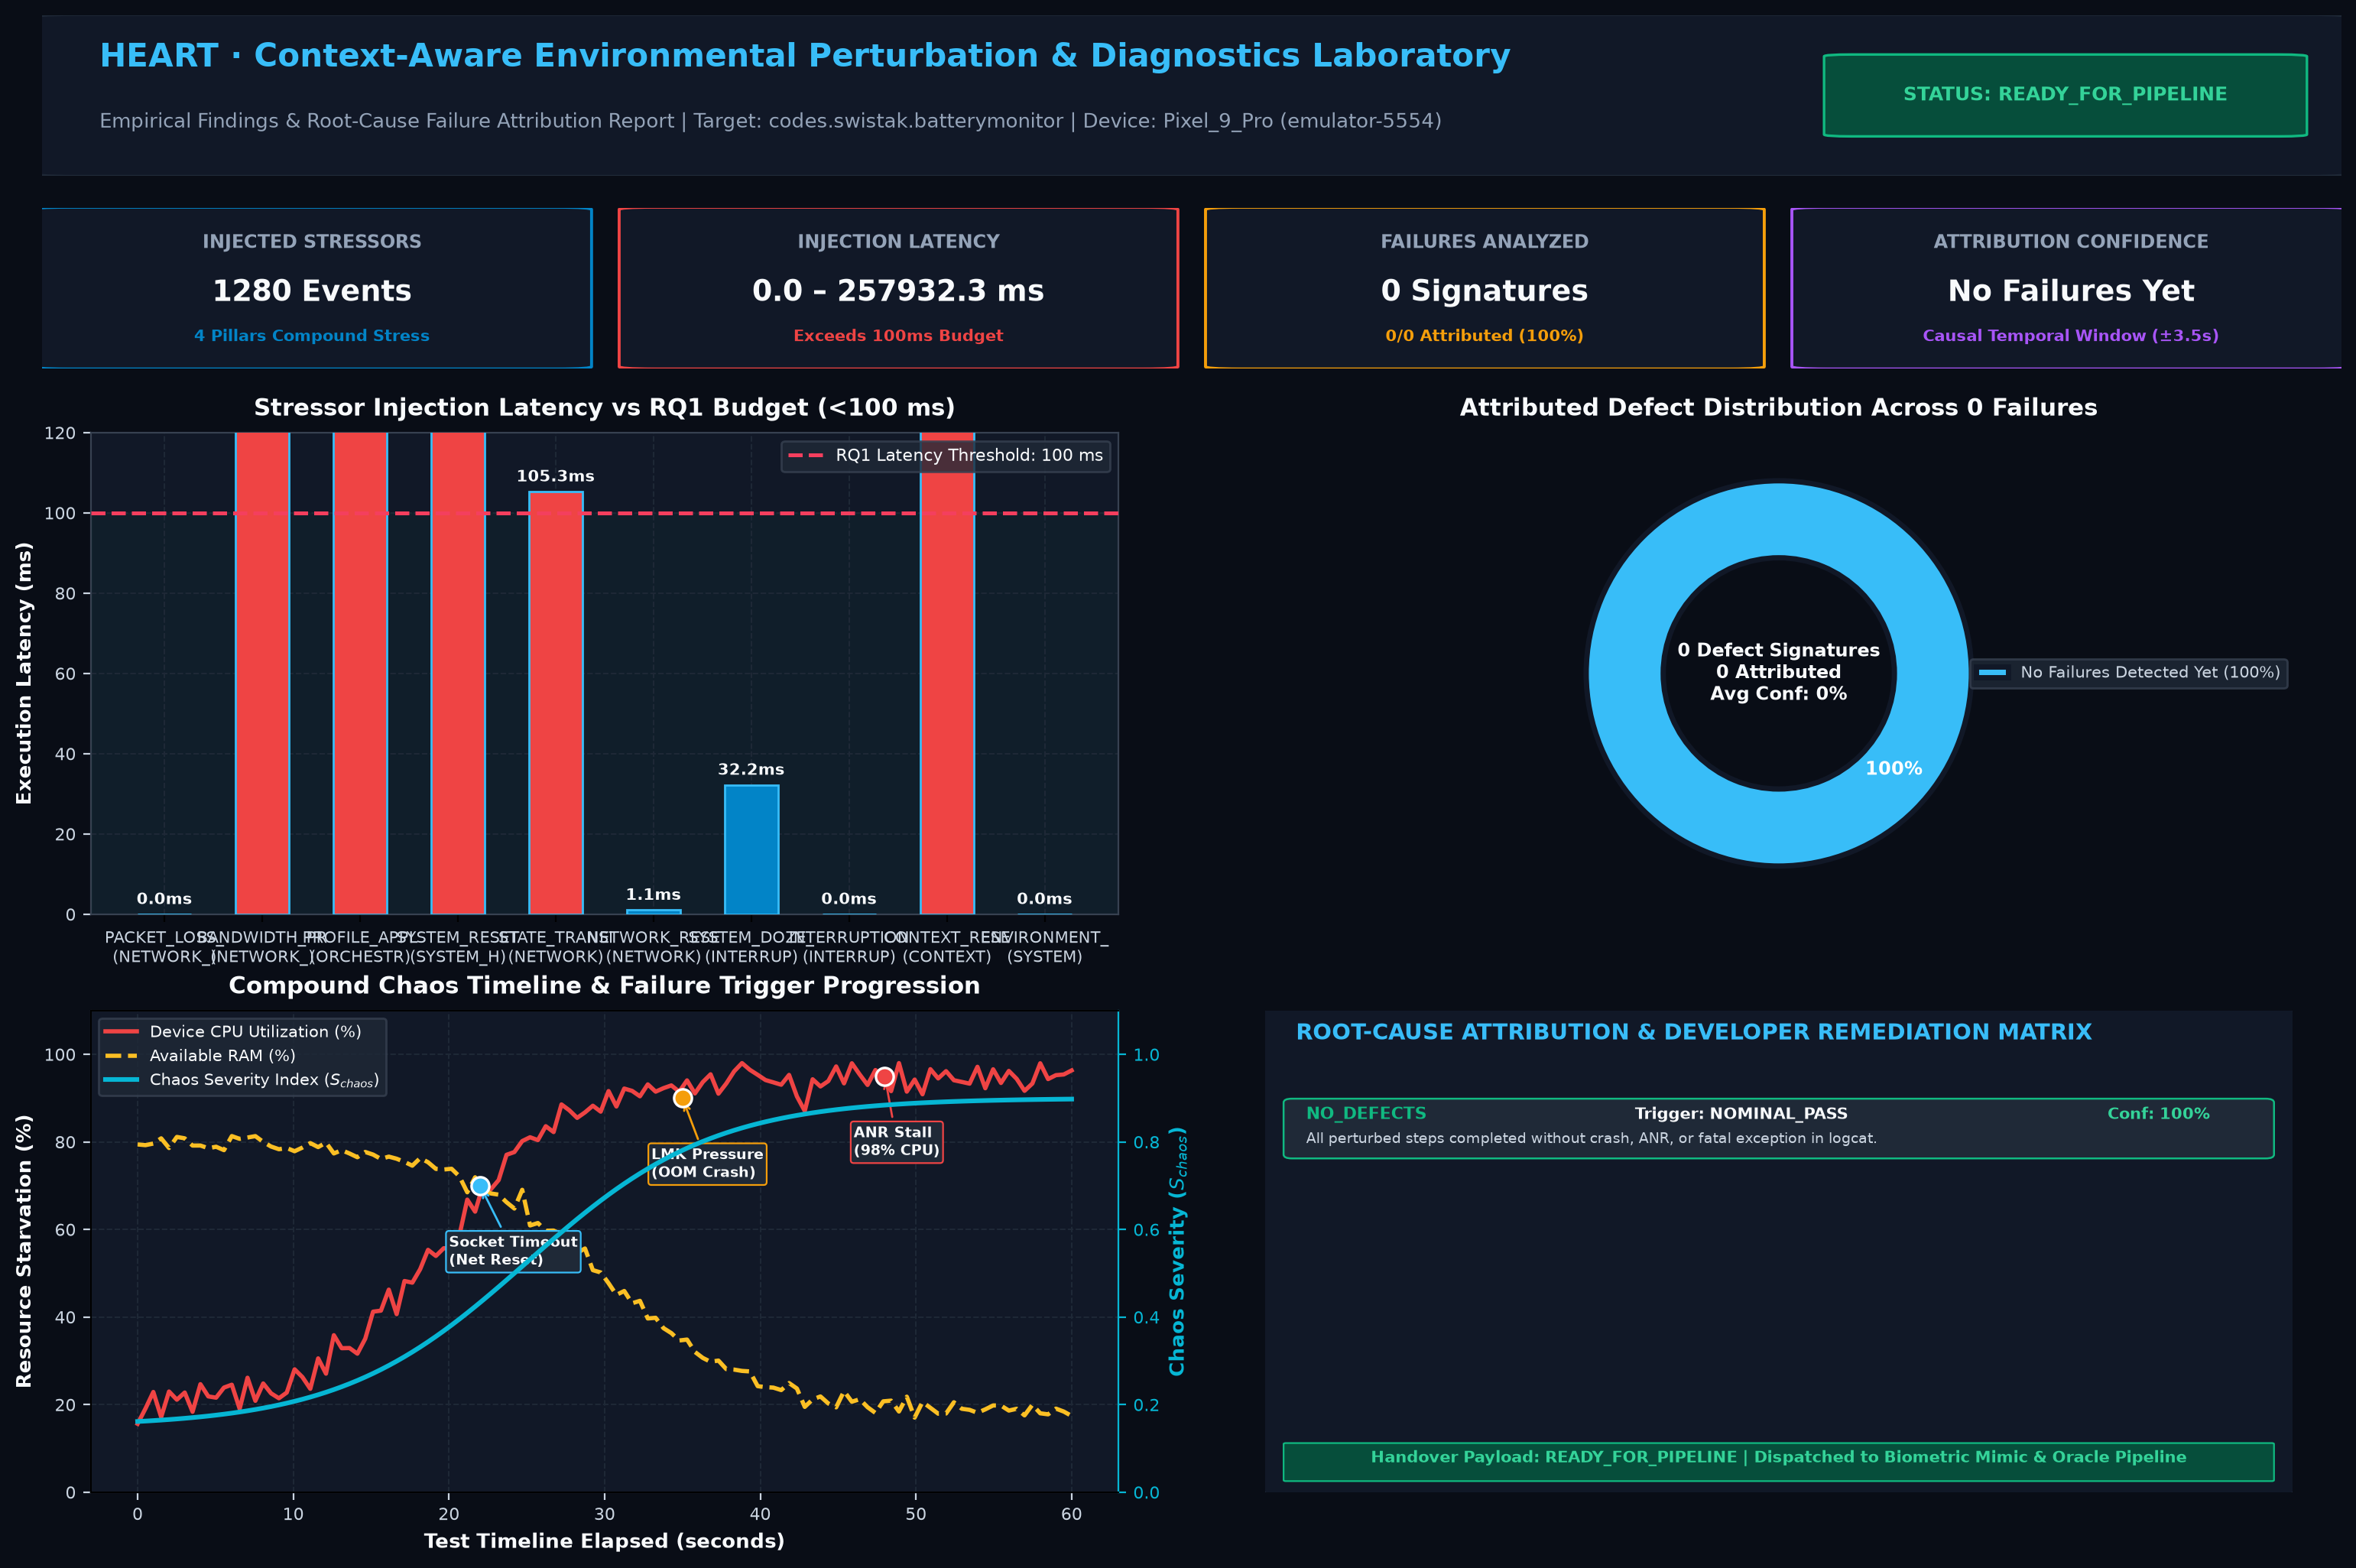 HEART · Context-Aware Environmental Perturbation & Diagnostics Laboratory
Empirical Findings & Root-Cause Failure Attribution Report | Target: codes.swistak.batterymonitor | Device: Pixel_9_Pro (emulator-5554)
STATUS: READY_FOR_PIPELINE
INJECTED STRESSORS
1280 Events
4 Pillars Compound Stress
INJECTION LATENCY
0.0 – 257932.3 ms
Exceeds 100ms Budget
FAILURES ANALYZED
0 Signatures
0/0 Attributed (100%)
ATTRIBUTION CONFIDENCE
No Failures Yet
Causal Temporal Window (±3.5s)
Stressor Injection Latency vs RQ1 Budget (<100 ms)
RQ1 Latency Threshold: 100 ms
Execution Latency (ms)
120
100
80
60
40
20
0
0.0ms
105.3ms
1.1ms
32.2ms
0.0ms
0.0ms
(NETWORK_)
(NETWORK_)
(ORCHESTR)
(SYSTEM_H)
(NETWORK)
(NETWORK)
(INTERRUP)
(INTERRUP)
(CONTEXT)
(SYSTEM)
Attributed Defect Distribution Across 0 Failures
0 Defect Signatures
0 Attributed
Avg Conf: 0%
100%
No Failures Detected Yet (100%)
Compound Chaos Timeline & Failure Trigger Progression
Device CPU Utilization (%)
Available RAM (%)
Chaos Severity Index (S_chaos)
Resource Starvation (%)
100
80
60
40
20
0
Socket Timeout
(Net Reset)
LMK Pressure
(OOM Crash)
ANR Stall
(98% CPU)
1.0
0.8
0.6
0.4
0.2
0.0
Chaos Severity (S_chaos)
0 10 20 30 40 50 60
Test Timeline Elapsed (seconds)
ROOT-CAUSE ATTRIBUTION & DEVELOPER REMEDIATION MATRIX
NO_DEFECTS Trigger: NOMINAL_PASS Conf: 100%
All perturbed steps completed without crash, ANR, or fatal exception in logcat.
Handover Payload: READY_FOR_PIPELINE | Dispatched to Biometric Mimic & Oracle Pipeline